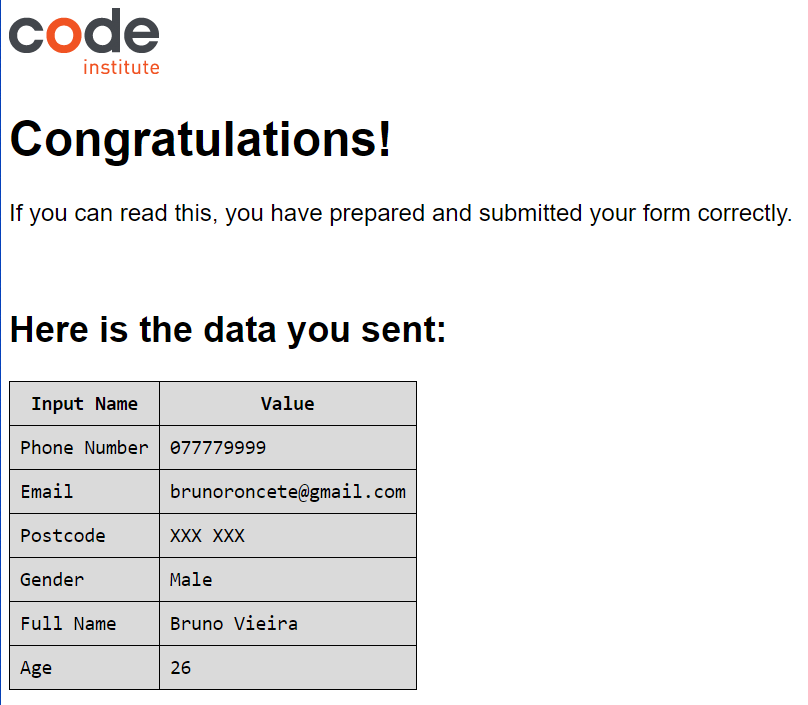 code
institute
Congratulations!
If you can read this, you have prepared and submitted your form correctly.
Here is the data you sent:
Input Name Value
Phone Number 077779999
Email brunoroncete@gmail.com
Postcode XXX XXX
Gender Male
Full Name Bruno Vieira
Age 26